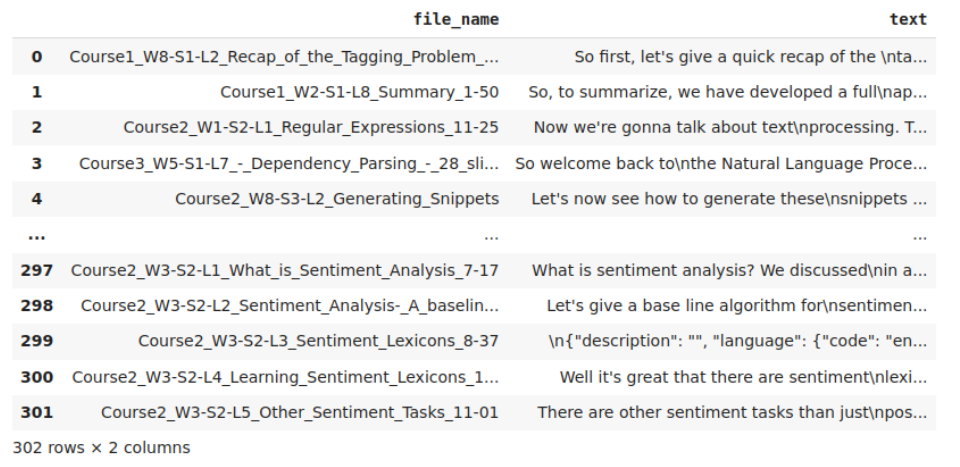 file_name text
0 Course1_W8-S1-L2_Recap_of_the_Tagging_Problem_... So first, let's give a quick recap of the \nta...
1 Course1_W2-S1-L8_Summary_1-50 So, to summarize, we have developed a full\nap...
2 Course2_W1-S2-L1_Regular_Expressions_11-25 Now we're gonna talk about text\nprocessing. T...
3 Course3_W5-S1-L7_-_Dependency_Parsing_-_28_sli... So welcome back to\nthe Natural Language Proce...
4 Course2_W8-S3-L2_Generating_Snippets Let's now see how to generate these\nsnippets ...
... ... ...
297 Course2_W3-S2-L1_What_is_Sentiment_Analysis_7-17 What is sentiment analysis? We discussed\nin a...
298 Course2_W3-S2-L2_Sentiment_Analysis-_A_baselin... Let's give a base line algorithm for\nsentimen...
299 Course2_W3-S2-L3_Sentiment_Lexicons_8-37 \n{"description": "", "language": {"code": "en...
300 Course2_W3-S2-L4_Learning_Sentiment_Lexicons_1... Well it's great that there are sentiment\nlexi...
301 Course2_W3-S2-L5_Other_Sentiment_Tasks_11-01 There are other sentiment tasks than just\npos...
302 rows × 2 columns